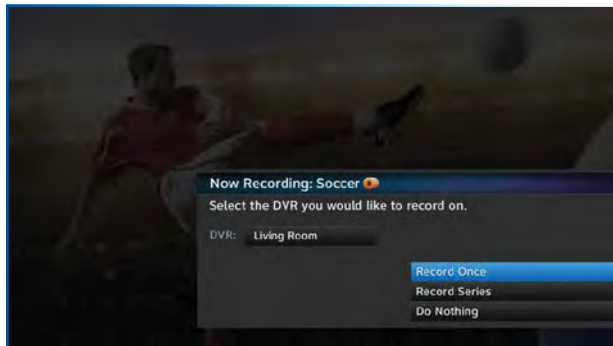 Now Recording: Soccer
Select the DVR you would like to record on.
DVR: Living Room
Record Once
Record Series
Do Nothing